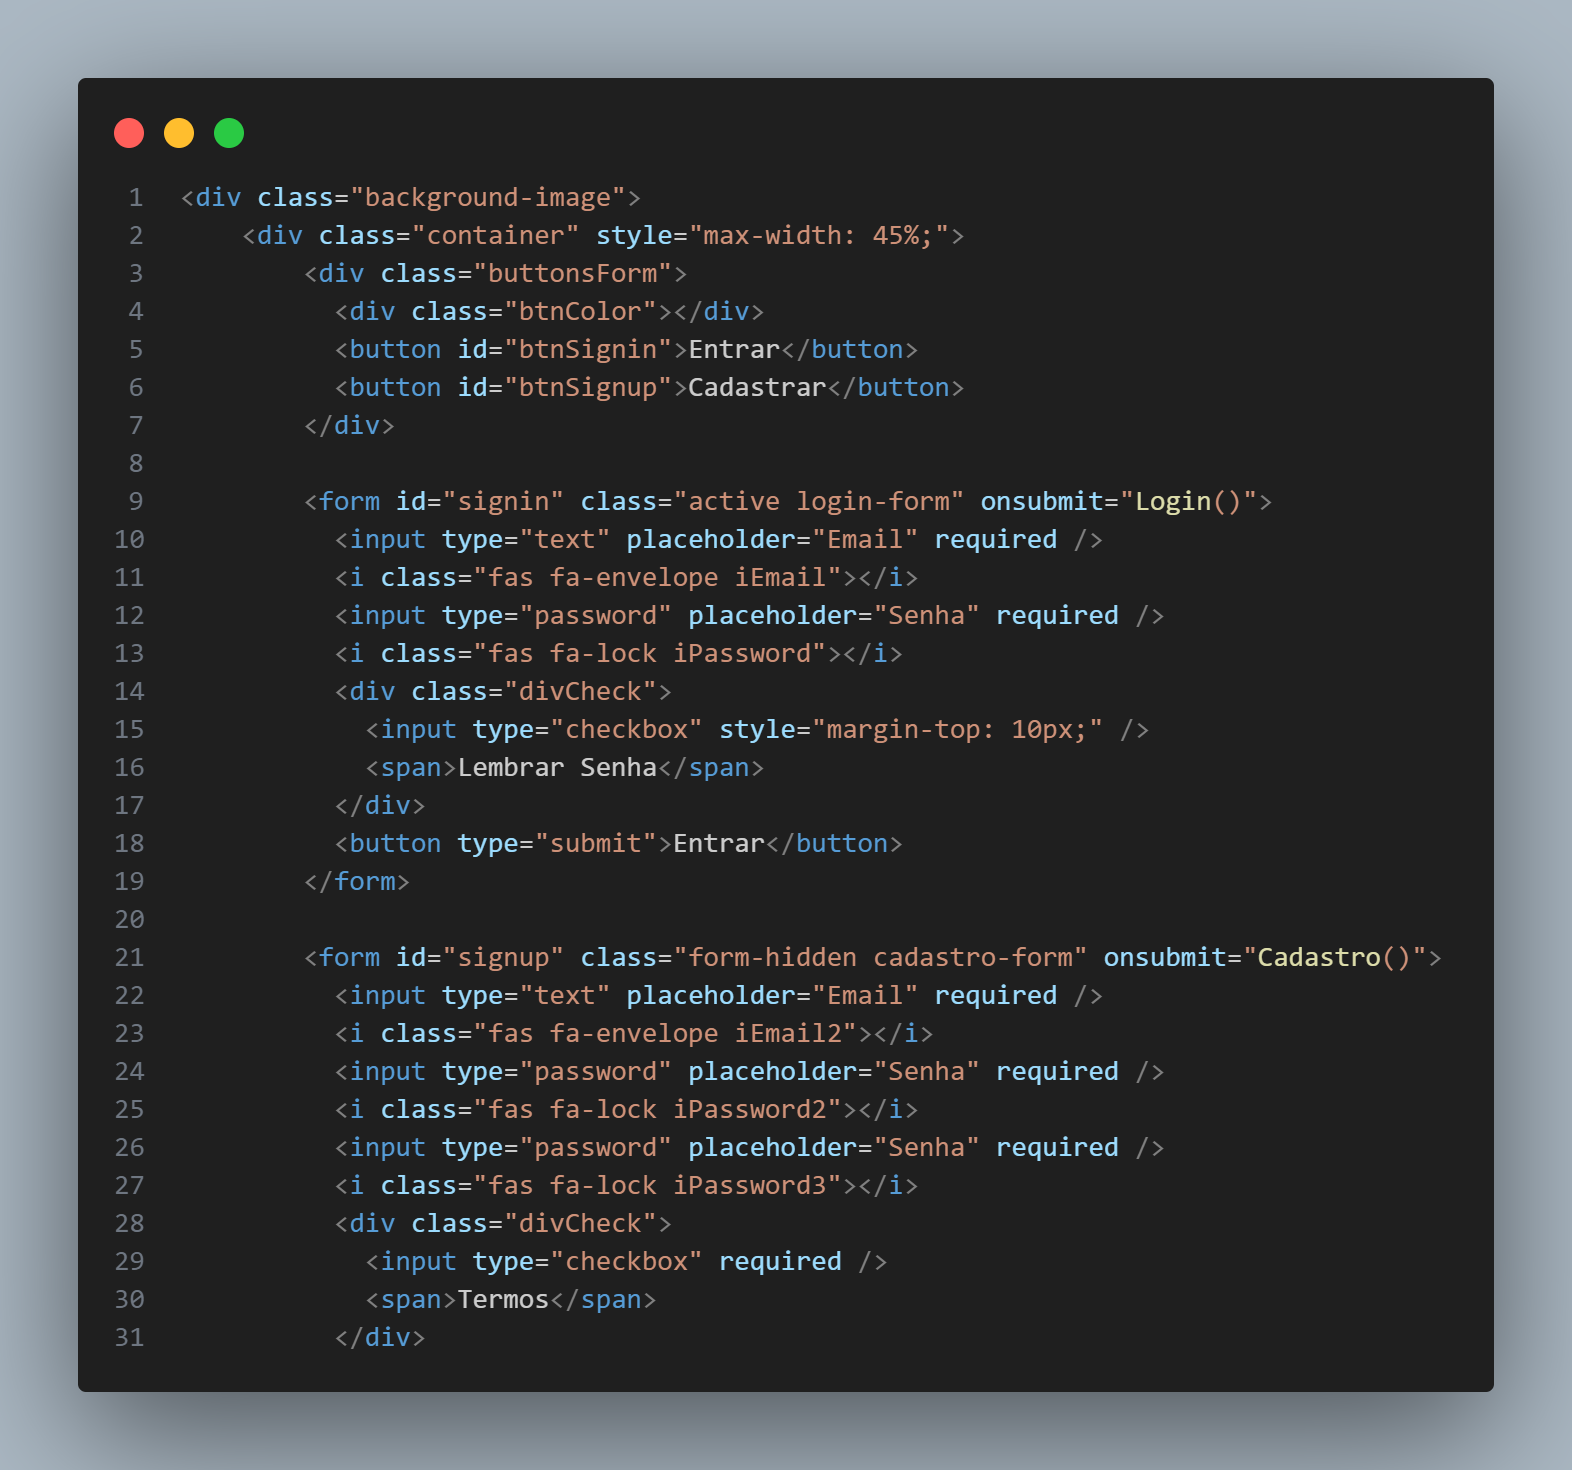 1 <div class="background-image">
2     <div class="container" style="max-width: 45%;">
3         <div class="buttonsForm">
4           <div class="btnColor"></div>
5           <button id="btnSignin">Entrar</button>
6           <button id="btnSignup">Cadastrar</button>
7         </div>
8
9         <form id="signin" class="active login-form" onsubmit="Login()">
10           <input type="text" placeholder="Email" required />
11           <i class="fas fa-envelope iEmail"></i>
12           <input type="password" placeholder="Senha" required />
13           <i class="fas fa-lock iPassword"></i>
14           <div class="divCheck">
15             <input type="checkbox" style="margin-top: 10px;" />
16             <span>Lembrar Senha</span>
17           </div>
18           <button type="submit">Entrar</button>
19         </form>
20
21         <form id="signup" class="form-hidden cadastro-form" onsubmit="Cadastro()">
22           <input type="text" placeholder="Email" required />
23           <i class="fas fa-envelope iEmail2"></i>
24           <input type="password" placeholder="Senha" required />
25           <i class="fas fa-lock iPassword2"></i>
26           <input type="password" placeholder="Senha" required />
27           <i class="fas fa-lock iPassword3"></i>
28           <div class="divCheck">
29             <input type="checkbox" required />
30             <span>Termos</span>
31           </div>